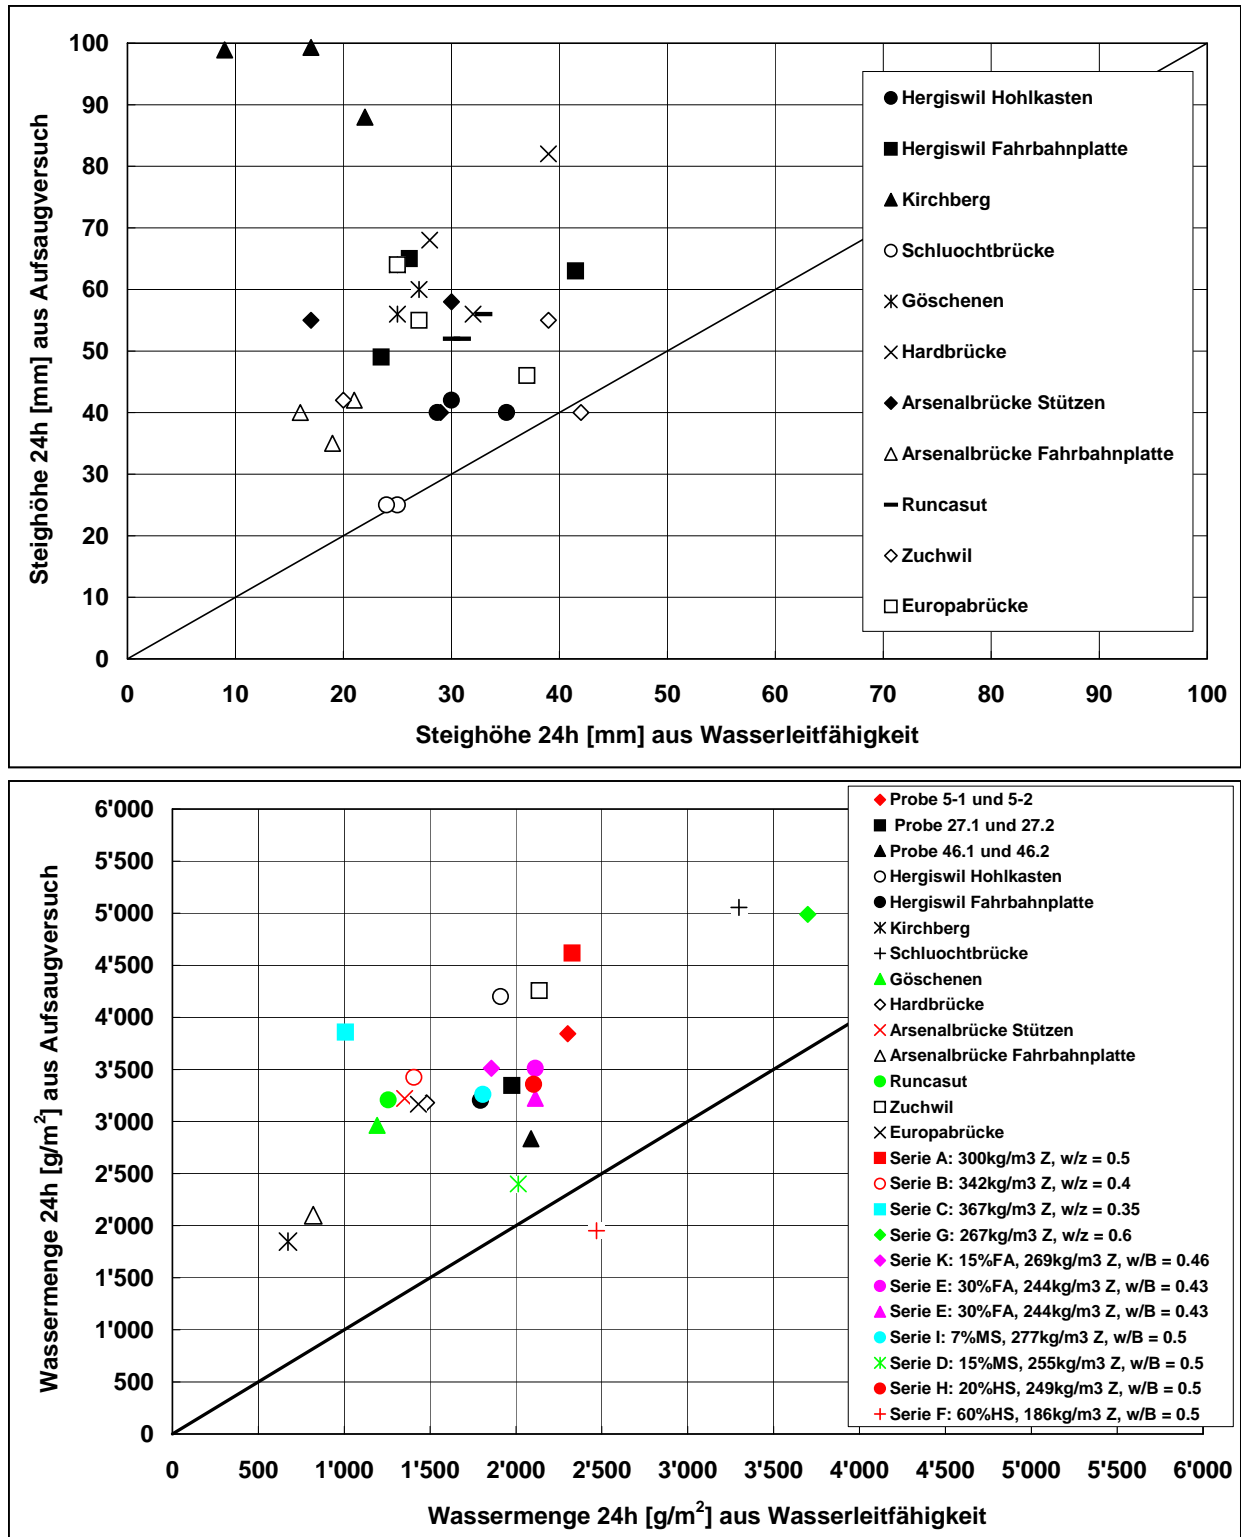 100
90
80
70
60
50
40
30
20
10
0
Steighöhe 24h [mm] aus Aufsaugversuch
Hergiswil Hohlkasten
Hergiswil Fahrbahnplatte
Kirchberg
Schluochtbrücke
Göschenen
Hardbrücke
Arsenalbrücke Stützen
Arsenalbrücke Fahrbahnplatte
Runcasut
Zuchwil
Europabrücke
0 10 20 30 40 50 60 70 80 90 100
Steighöhe 24h [mm] aus Wasserleitfähigkeit
6'000
5'500
5'000
4'500
4'000
3'500
3'000
2'500
2'000
1'500
1'000
500
0
Wassermenge 24h [g/m²] aus Aufsaugversuch
Probe 5-1 und 5-2
Probe 27.1 und 27.2
Probe 46.1 und 46.2
Hergiswil Hohlkasten
Hergiswil Fahrbahnplatte
Kirchberg
Schluochtbrücke
Göschenen
Hardbrücke
Arsenalbrücke Stützen
Arsenalbrücke Fahrbahnplatte
Runcasut
Zuchwil
Europabrücke
Serie A: 300kg/m3 Z, w/z = 0.5
Serie B: 342kg/m3 Z, w/z = 0.4
Serie C: 367kg/m3 Z, w/z = 0.35
Serie G: 267kg/m3 Z, w/z = 0.6
Serie K: 15%FA, 269kg/m3 Z, w/B = 0.46
Serie E: 30%FA, 244kg/m3 Z, w/B = 0.43
Serie E: 30%FA, 244kg/m3 Z, w/B = 0.43
Serie I: 7%MS, 277kg/m3 Z, w/B = 0.5
Serie D: 15%MS, 255kg/m3 Z, w/B = 0.5
Serie H: 20%HS, 249kg/m3 Z, w/B = 0.5
Serie F: 60%HS, 186kg/m3 Z, w/B = 0.5
0 500 1'000 1'500 2'000 2'500 3'000 3'500 4'000 4'500 5'000 5'500 6'000
Wassermenge 24h [g/m²] aus Wasserleitfähigkeit